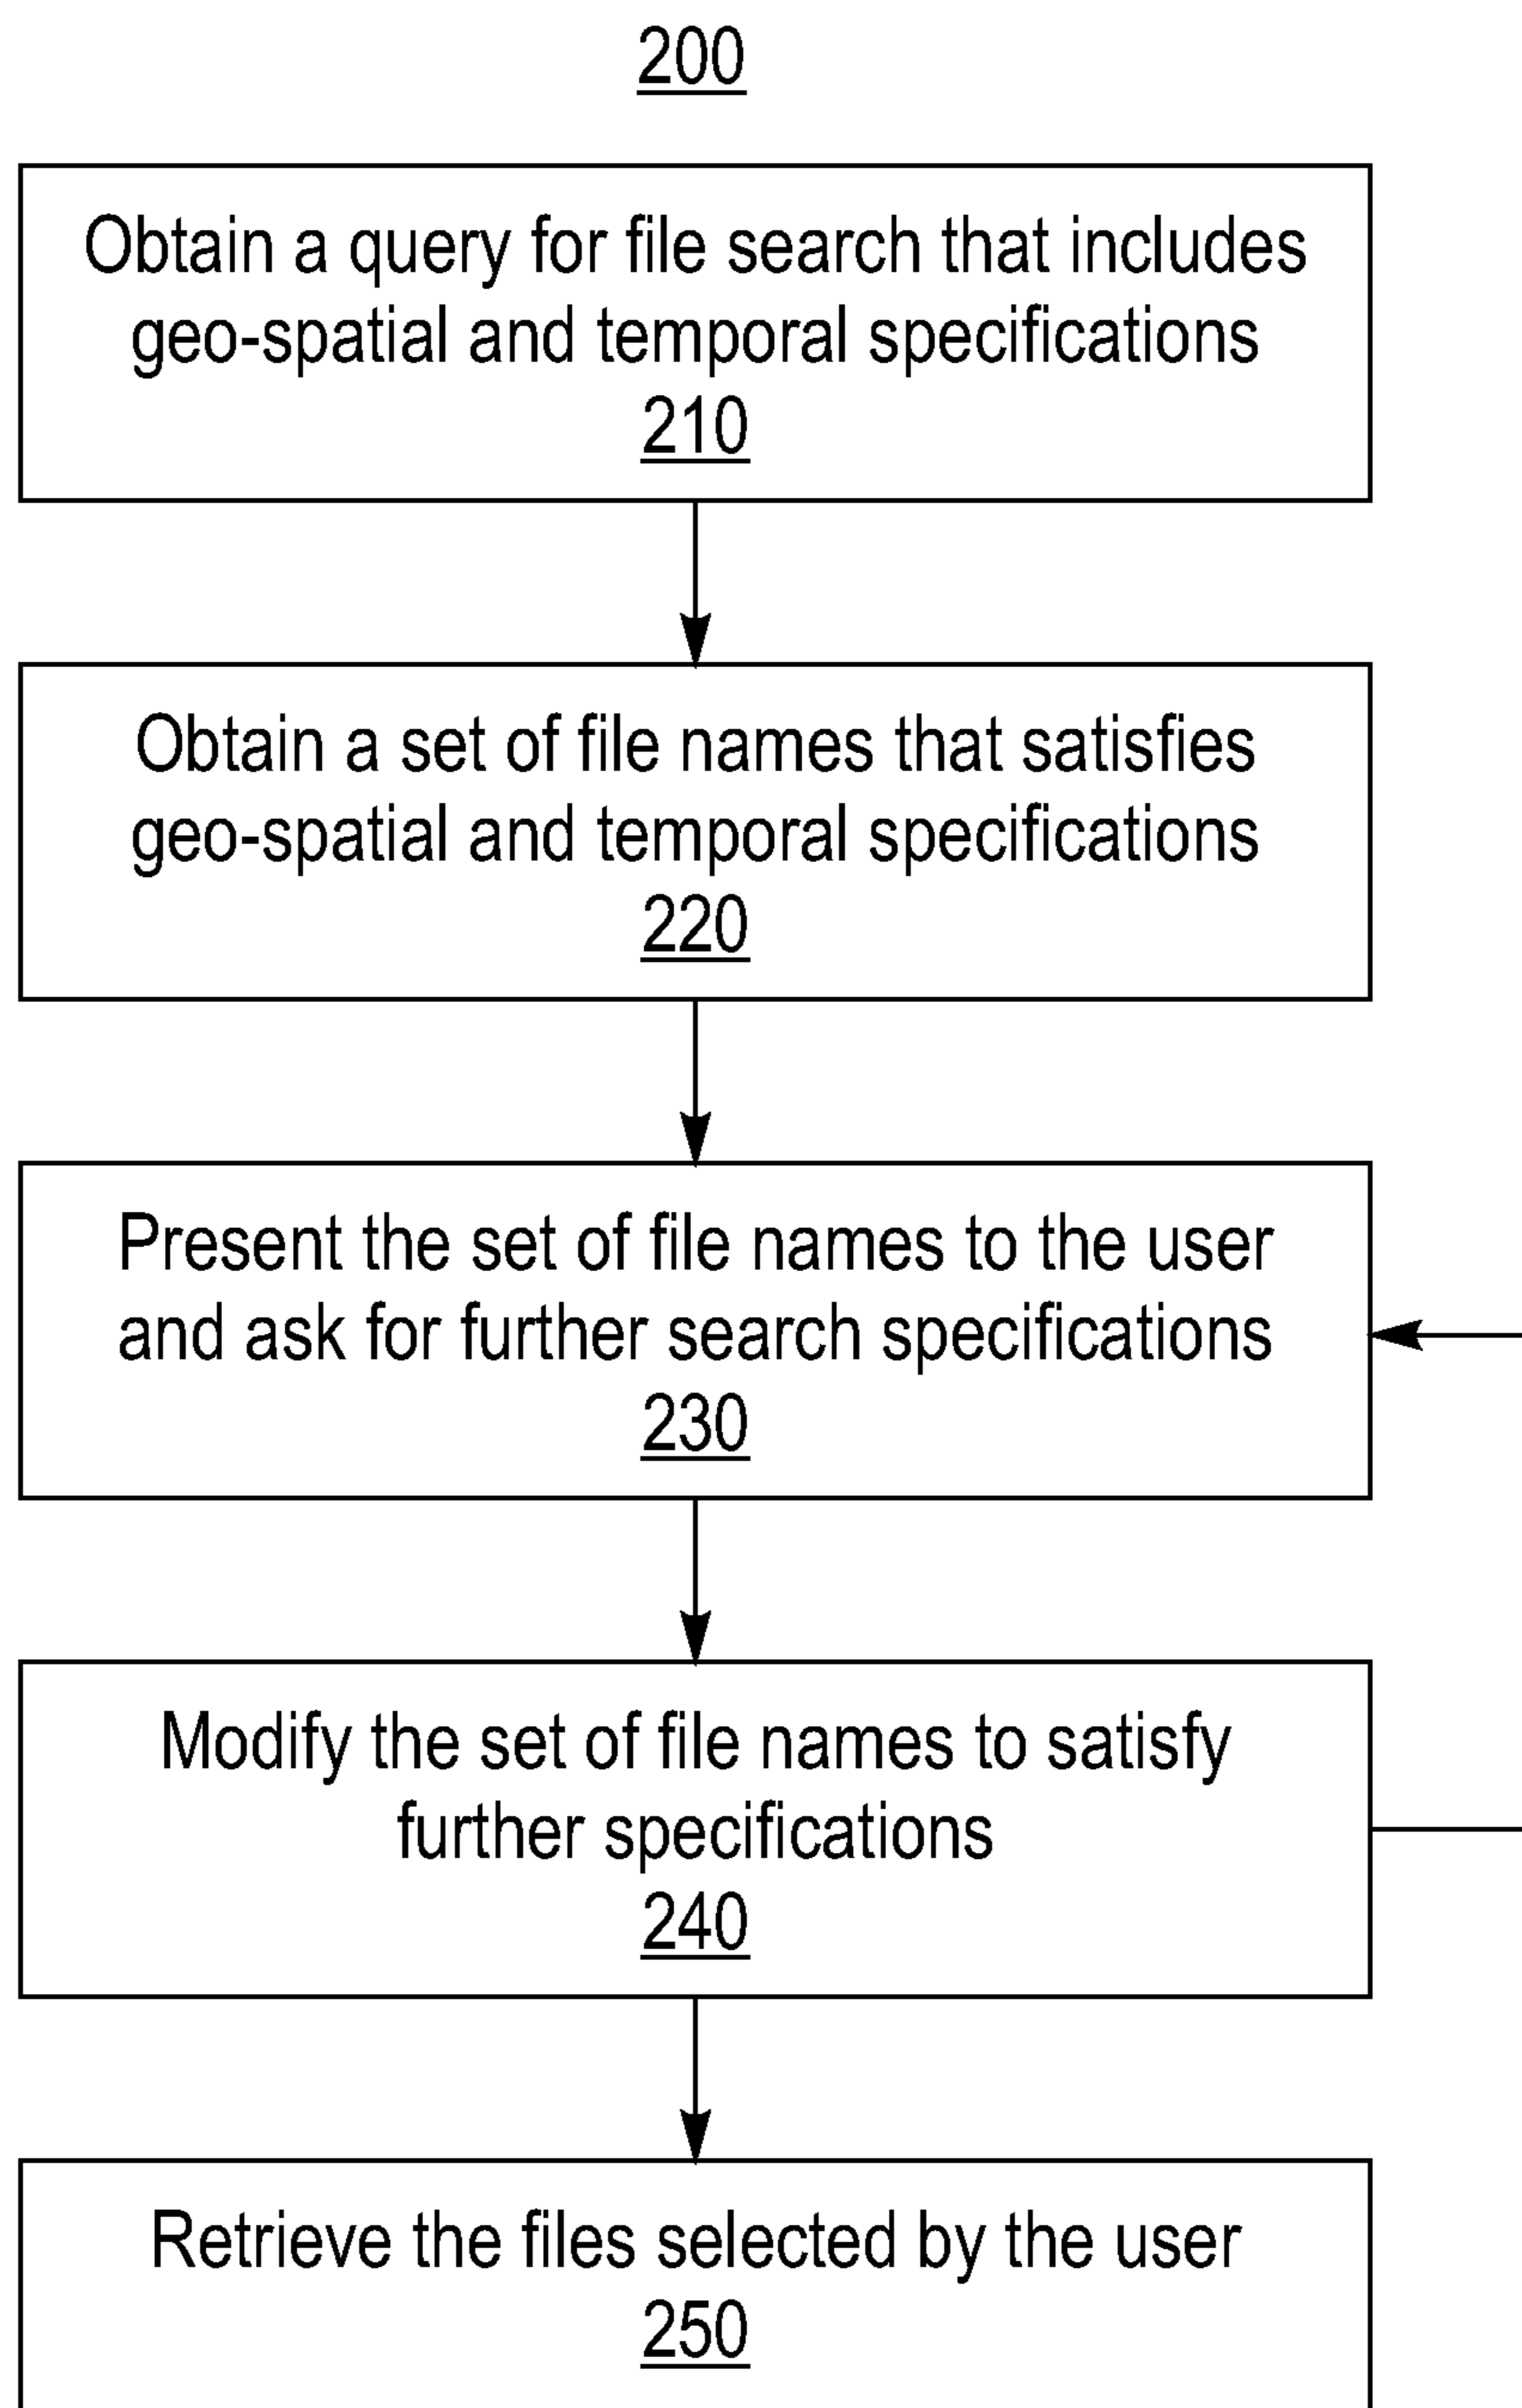 200
Obtain a query for file search that includes
geo-spatial and temporal specifications
210
Obtain a set of file names that satisfies
geo-spatial and temporal specifications
220
Present the set of file names to the user
and ask for further search specifications
230
Modify the set of file names to satisfy
further specifications
240
Retrieve the files selected by the user
250